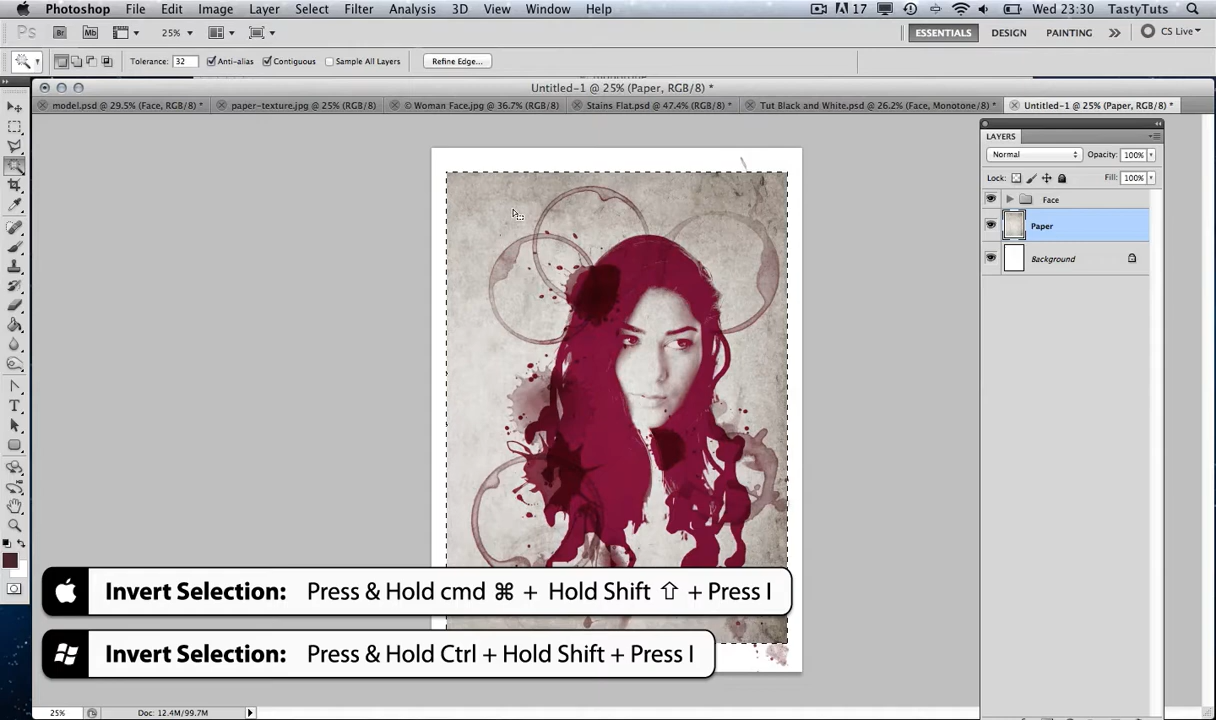 Photoshop File Edit Image Layer Select Filter Analysis 3D View Window Help 17 Wed 23:30 TastyTuts
Ps Br Mb 25% ESSENTIALS DESIGN PAINTING CS Live
Tolerance: 32 Anti-alias Contiguous Sample All Layers Refine Edge...
Untitled-1 @ 25% (Paper, RGB/8) *
model.psd @ 29.5% (Face, RGB/8) * paper-texture.jpg @ 25% (RGB/8) © Woman Face.jpg @ 36.7% (RGB/8) Stains Flat.psd @ 47.4% (RGB/8) * Tut Black and White.psd @ 26.2% (Face, Monotone/8) * Untitled-1 @ 25% (Paper, RGB/8) *
LAYERS
Normal Opacity: 100%
Lock: Fill: 100%
Face
Paper
Background
Invert Selection: Press & Hold cmd ⌘ + Hold Shift ⇧ + Press I
Invert Selection: Press & Hold Ctrl + Hold Shift + Press I
25% Doc: 12.4M/99.7M